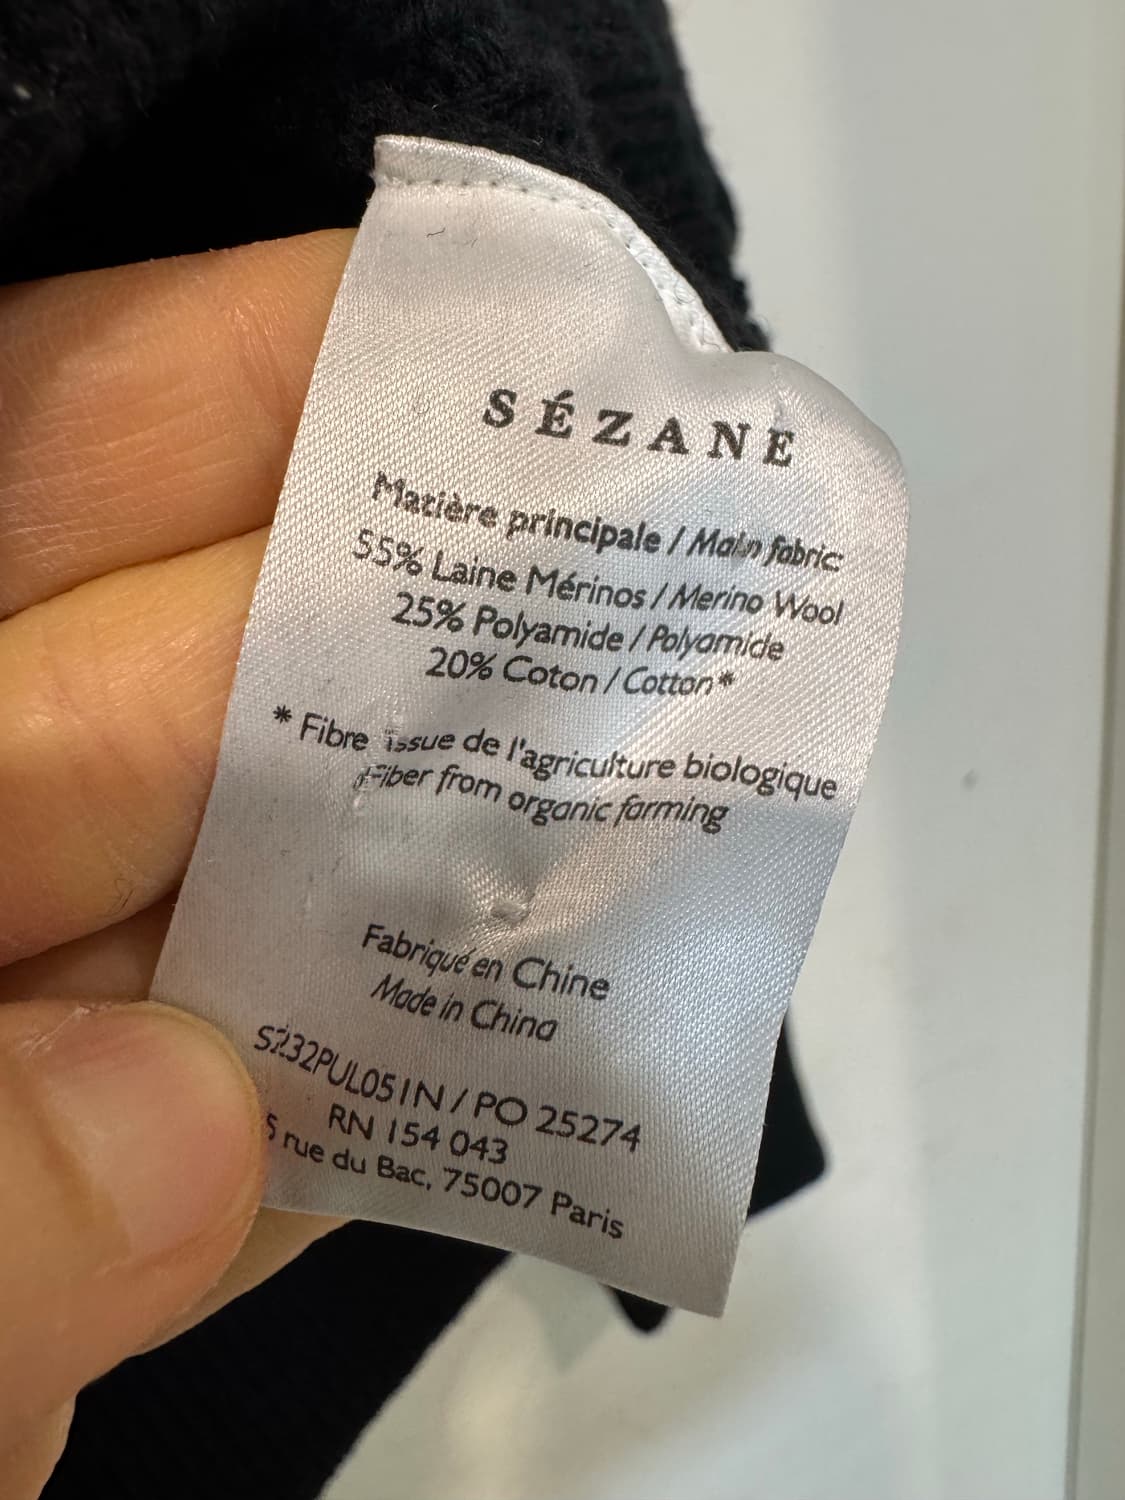 SÉZANE
Matière principale / Main fabric
55% Laine Mérinos / Merino Wool
25% Polyamide / Polyamide
20% Coton / Cotton*
* Fibre issue de l'agriculture biologique
Fiber from organic farming
Fabriqué en Chine
Made in China
S232PUL051N / PO 25274
RN 154 043
5 rue du Bac, 75007 Paris